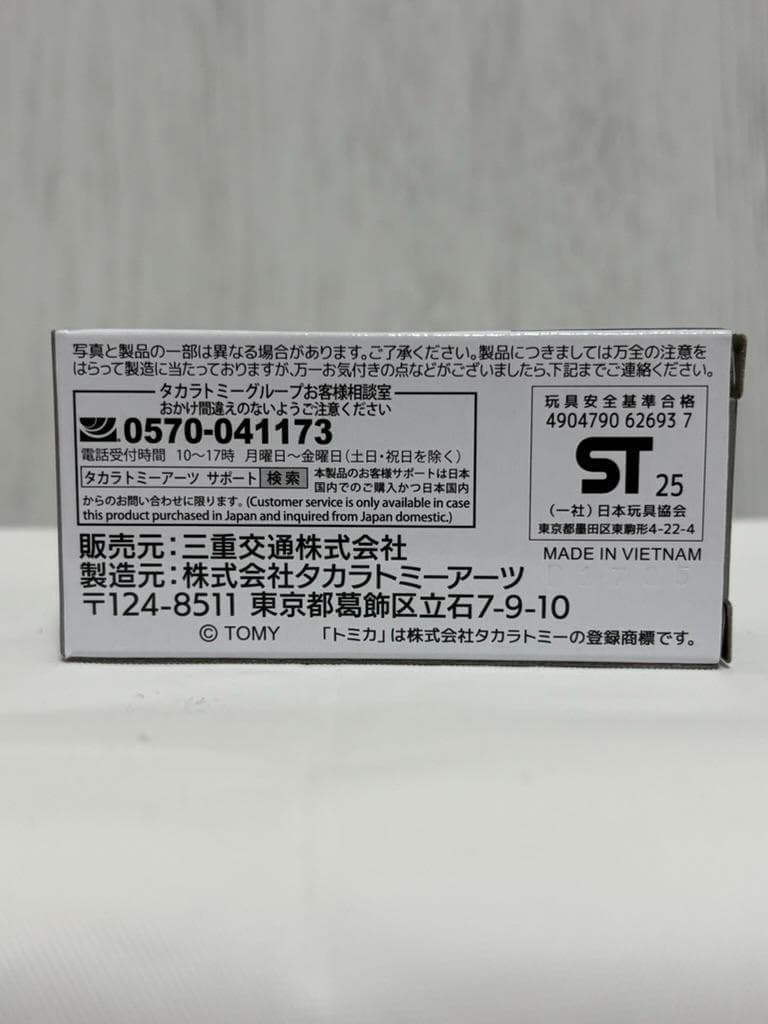 写真と製品の一部は異なる場合があります。ご了承ください。製品につきましては万全の注意を
はらって製造に当たっておりますが、万一お気付きの点などがございましたら、下記までご連絡ください。
タカラトミーグループお客様相談室
おかけ間違えのないようご注意ください
0570-041173
電話受付時間 10〜17時 月曜日〜金曜日(土日・祝日を除く)
タカラトミーアーツ サポート 検索 本製品のお客様サポートは日本
国内でのご購入かつ日本国内
からのお問い合わせに限ります。(Customer service is only available in case
this product purchased in Japan and inquired from Japan domestic.)
玩具安全基準合格
4904790 62693 7
ST 25
(一社)日本玩具協会
東京都墨田区東駒形4-22-4
MADE IN VIETNAM
販売元:三重交通株式会社
製造元:株式会社タカラトミーアーツ
〒124-8511 東京都葛飾区立石7-9-10
© TOMY 「トミカ」は株式会社タカラトミーの登録商標です。